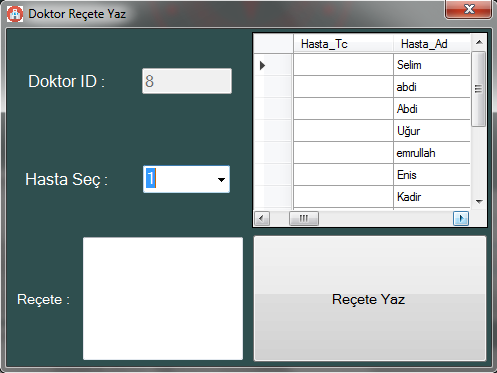 Doktor Reçete Yaz
Doktor ID :
8
Hasta Seç :
1
Reçete :
Hasta_Tc Hasta_Ad
Selim
abdi
Abdi
Uğur
emrullah
Enis
Kadir
Reçete Yaz